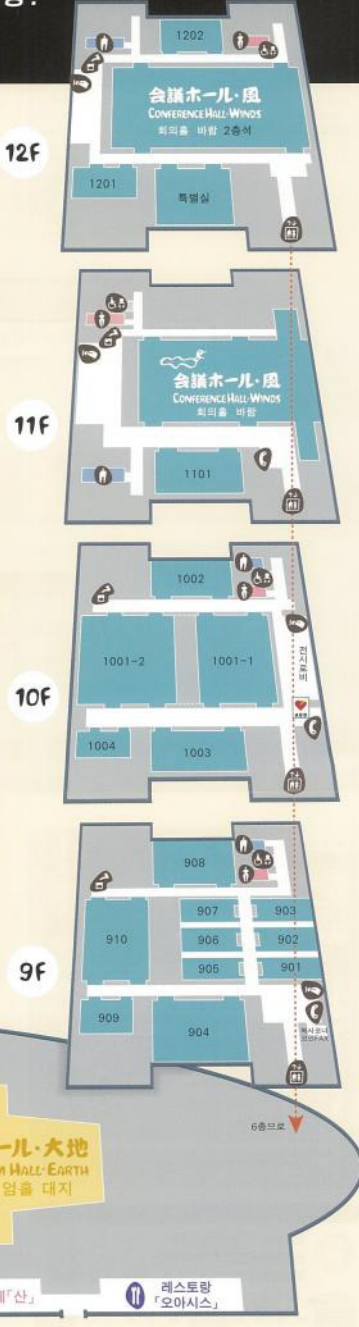 12F
1202
会議ホール・風
CONFERENCE HALL·WINDS
회의홀 바람 2층석
1201
특별실
11F
会議ホール・風
CONFERENCE HALL·WINDS
회의홀 바람
1101
10F
1002
1001-2
1001-1
전시로비
1004
1003
9F
908
907
903
910
906
902
905
901
909
904
6층으로
ール・大地
M HALL·EARTH
엄홀 대지
「산」
레스토랑
「오아시스」